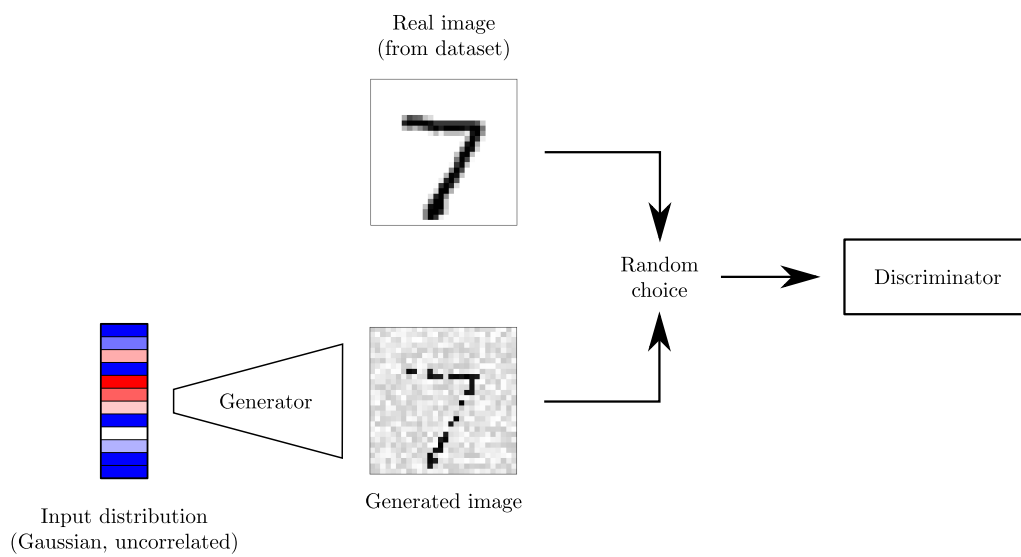 Real image
(from dataset)
Random
choice
Discriminator
Generator
Generated image
Input distribution
(Gaussian, uncorrelated)